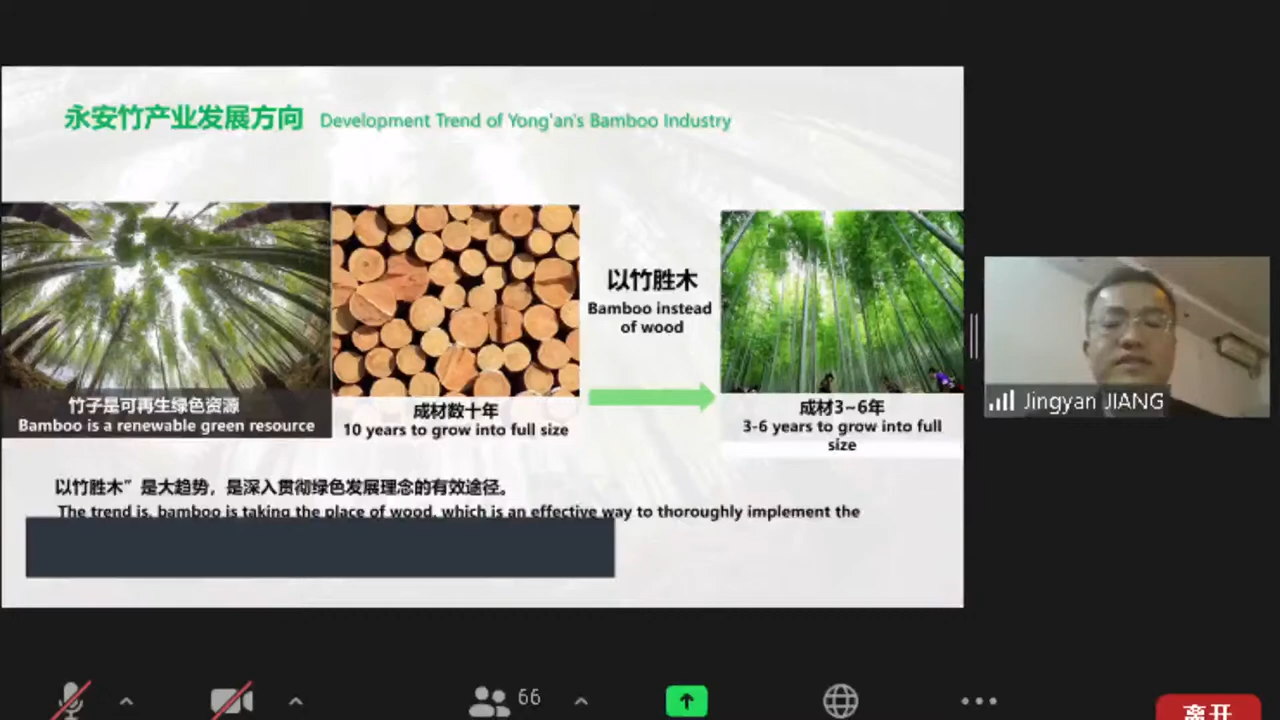 永安竹产业发展方向 Development Trend of Yong'an's Bamboo Industry
以竹胜木
Bamboo instead
of wood
竹子是可再生绿色资源
Bamboo is a renewable green resource
成材数十年
10 years to grow into full size
成材3~6年
3-6 years to grow into full
size
Jingyan JIANG
以竹胜木”是大趋势，是深入贯彻绿色发展理念的有效途径。
The trend is, bamboo is taking the place of wood, which is an effective way to thoroughly implement the
66
离开